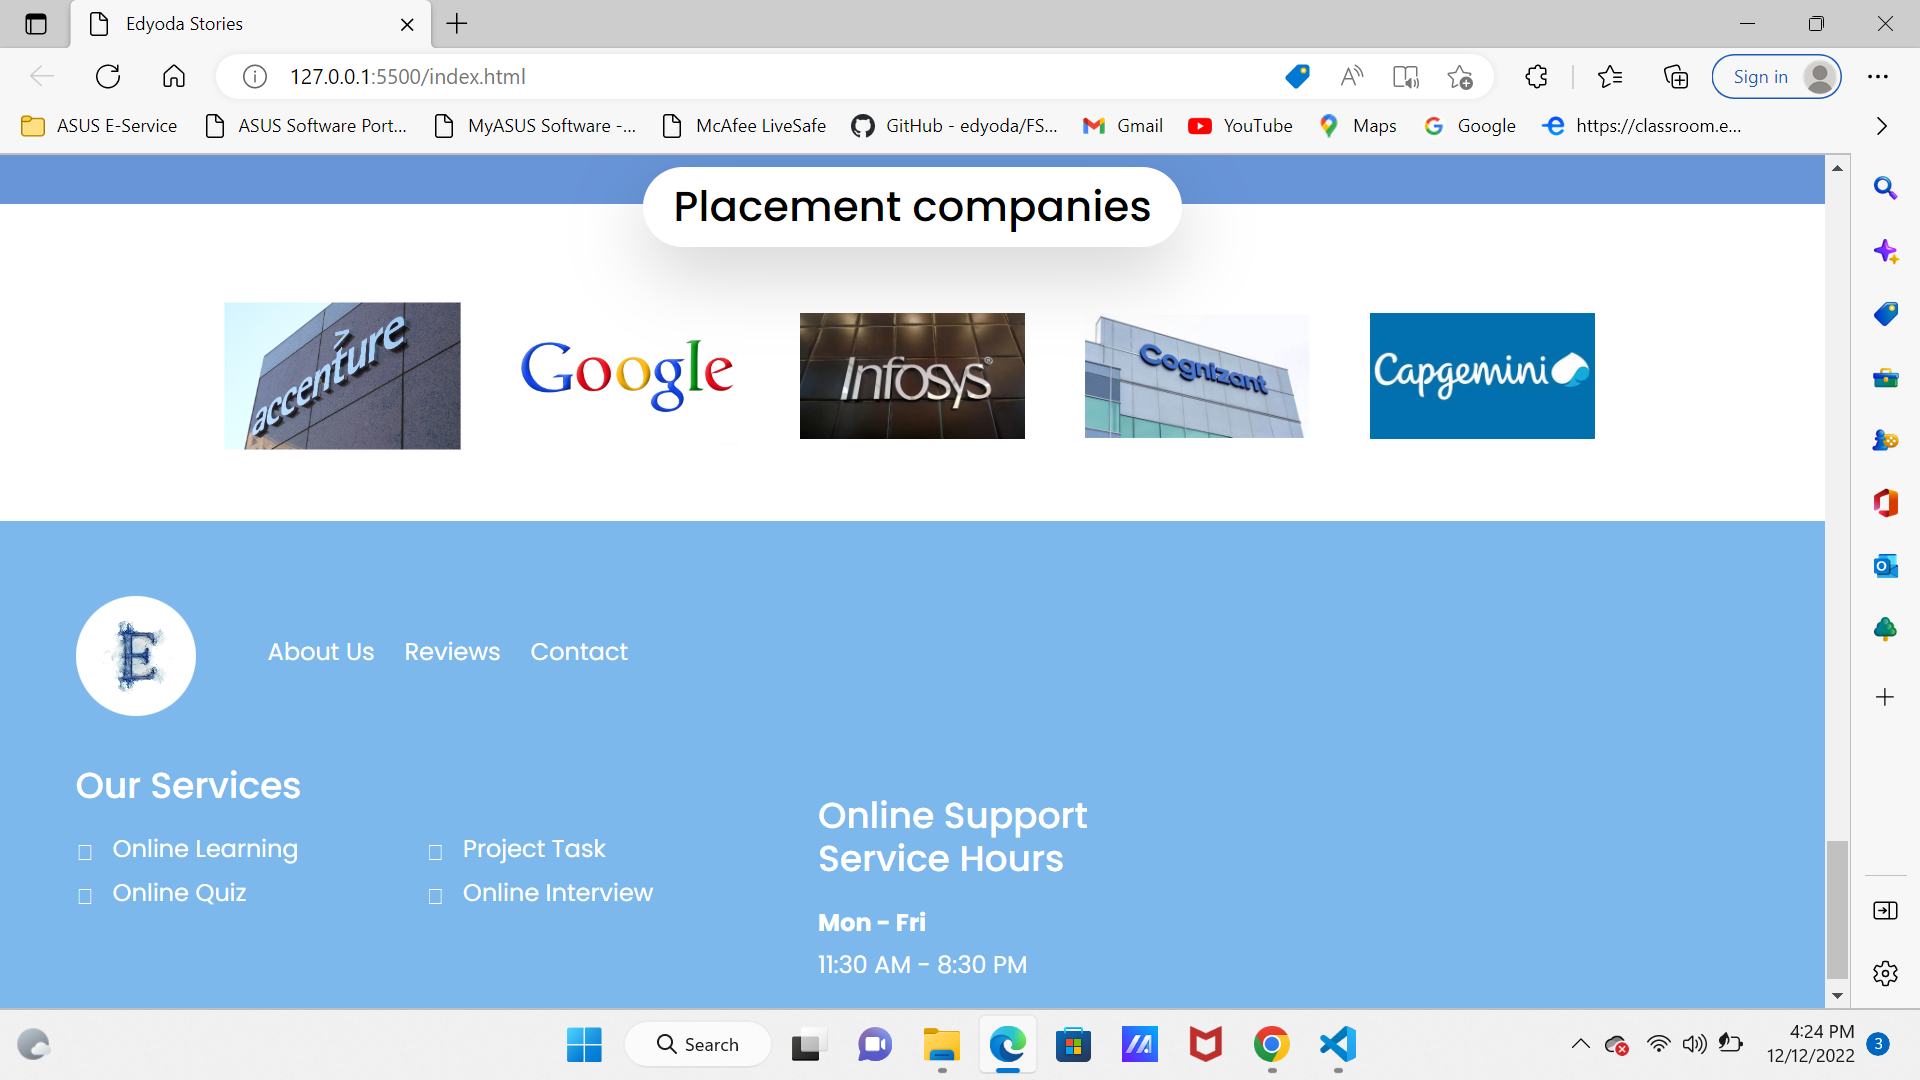 Edyoda Stories
127.0.0.1:5500/index.html
Sign in
ASUS E-Service
ASUS Software Port...
MyASUS Software -...
McAfee LiveSafe
GitHub - edyoda/FS...
Gmail
YouTube
Maps
Google
https://classroom.e...
Placement companies
accenture
Google
Infosys®
Cognizant
Capgemini
E
About Us
Reviews
Contact
Our Services
Online Learning
Project Task
Online Quiz
Online Interview
Online Support
Service Hours
Mon - Fri
11:30 AM - 8:30 PM
Search
4:24 PM
12/12/2022
3